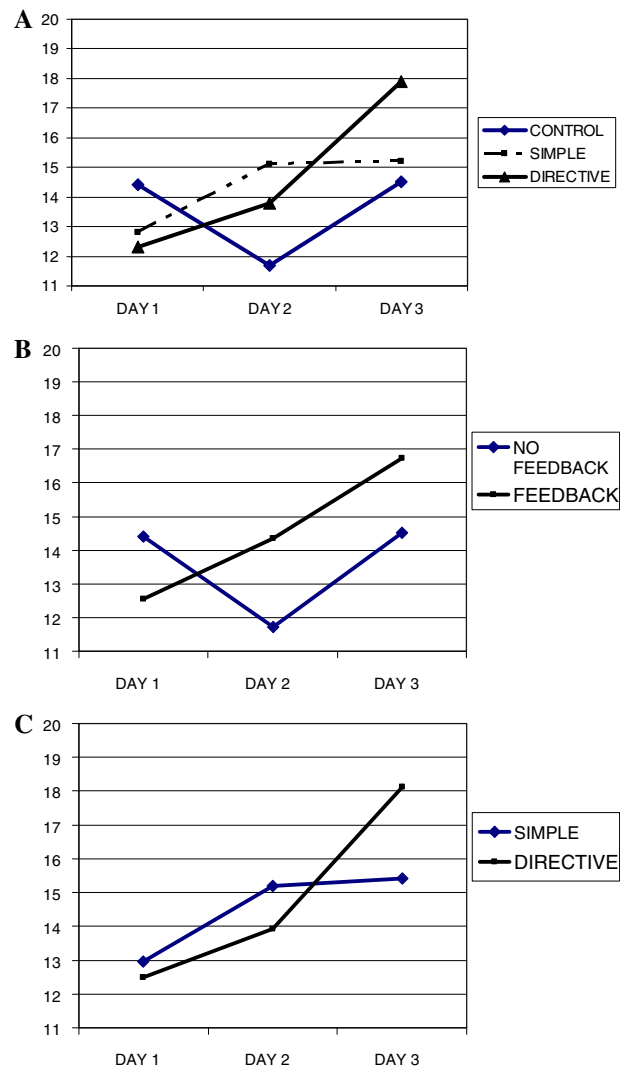 A
20
19
18
17
16
15
14
13
12
11
DAY 1
DAY 2
DAY 3
CONTROL
SIMPLE
DIRECTIVE
B
20
19
18
17
16
15
14
13
12
11
DAY 1
DAY 2
DAY 3
NO
FEEDBACK
FEEDBACK
C
20
19
18
17
16
15
14
13
12
11
DAY 1
DAY 2
DAY 3
SIMPLE
DIRECTIVE